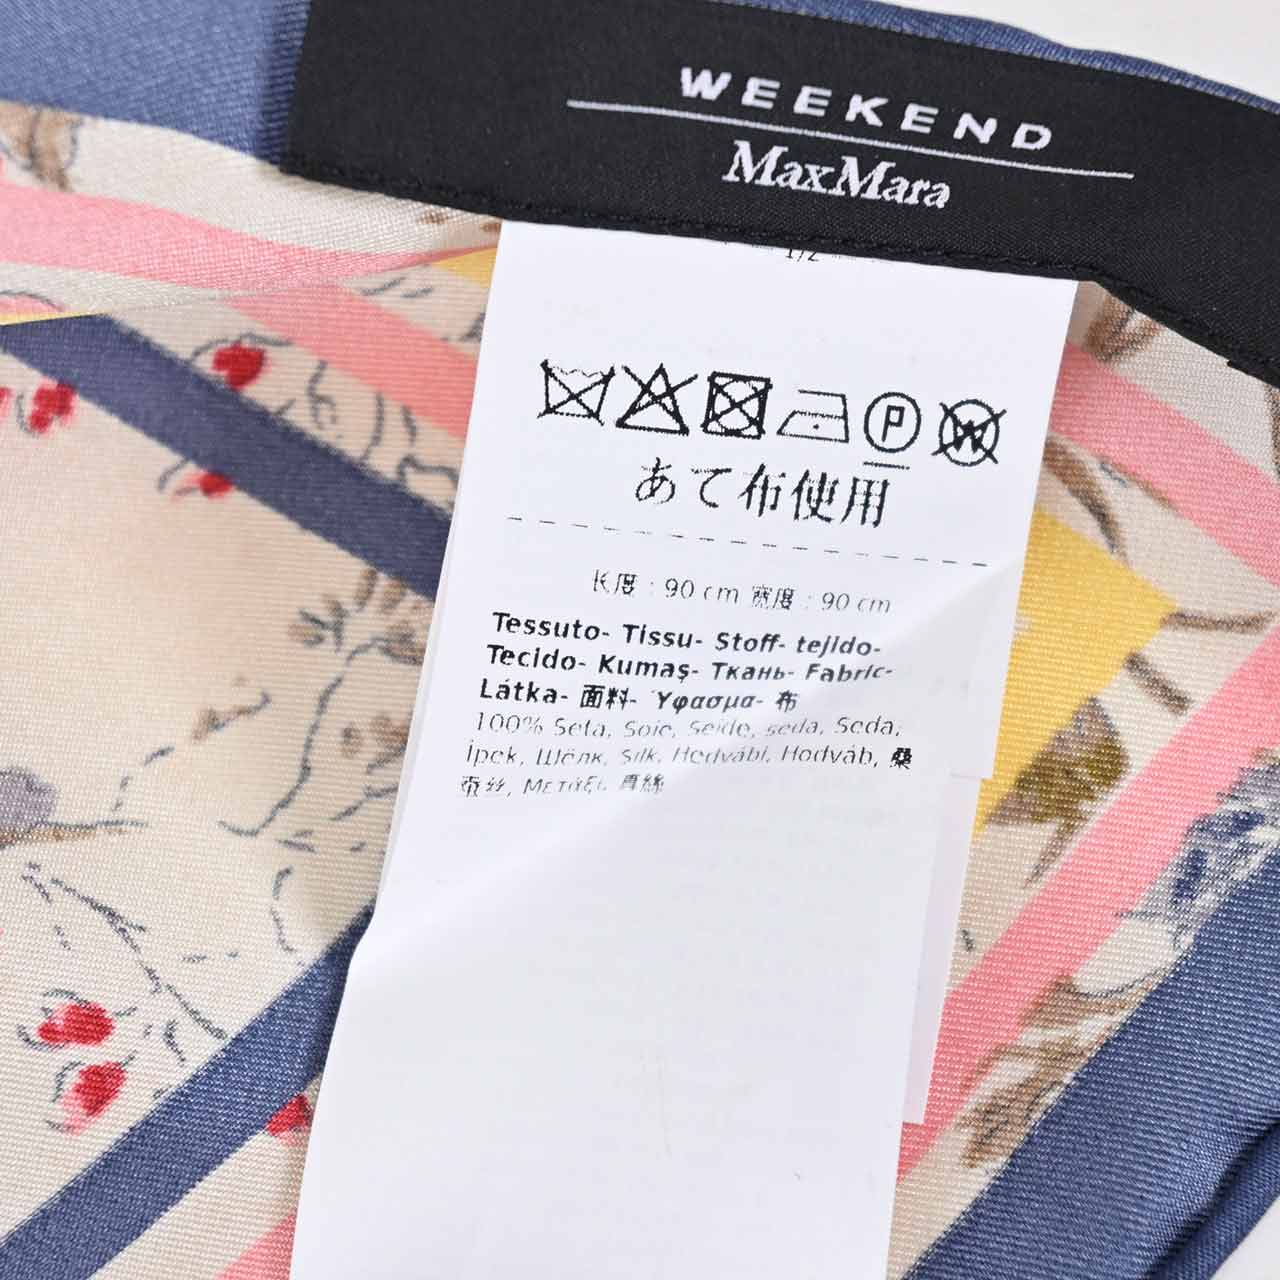 WEEKEND
MaxMara
1/2
P
W
あて布使用
长度 : 90 cm 宽度 : 90 cm
Tessuto- Tissu- Stoff- tejido-
Tecido- Kumaş- Ткань- Fabric-
Látka- 面料- Ύφασμα- 布
100% Seta, Soie, Seide, seda, Seda,
İpek, Шёлк, Silk, Hedvábí, Hodváb, 桑
蚕丝, Μετάξι, 真絲